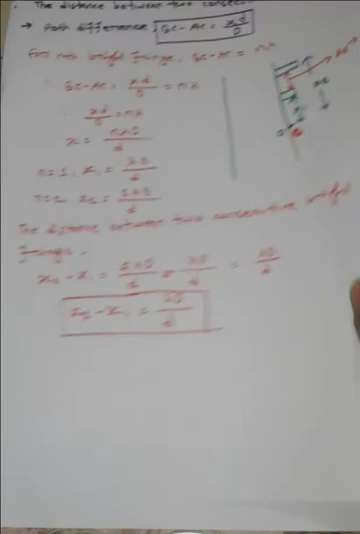 The distance between two consec
→ Path difference, BC-AC = xd/D
For nth bright fringe, BC-AC = nλ
BC-AC = xd/D = nλ
xd/D = nλ
x = nλD/d
n=1, x₁ = λD/d
n=2 x₂ = 2λD/d
The distance between two consecutive bright
fringe.
x₂ - x₁ = 2λD/d - λD/d = λD/d
x₂ - x₁ = λD/d